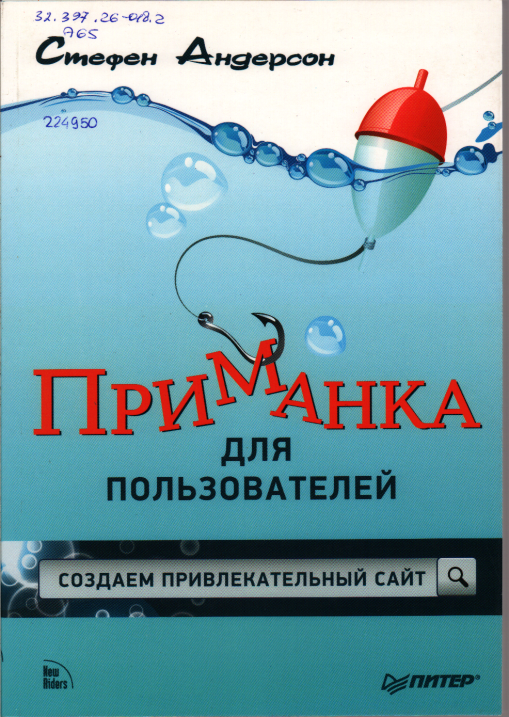 32.397.26-018.2
А65
Стефен Андерсон
224950
ПРИМАНКА
ДЛЯ
ПОЛЬЗОВАТЕЛЕЙ
СОЗДАЕМ ПРИВЛЕКАТЕЛЬНЫЙ САЙТ
New
Riders
ПИТЕР®